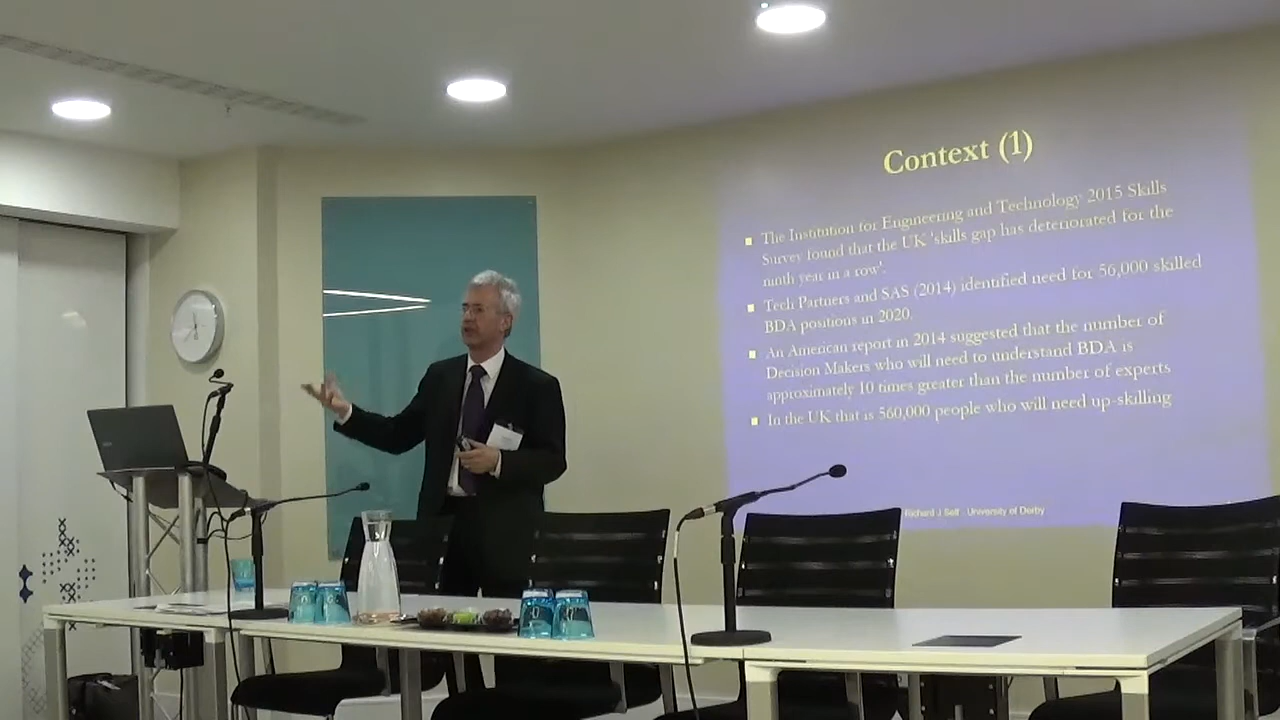 Context (1)
The Institution for Engineering and Technology 2015 Skills
Survey found that the UK 'skills gap has deteriorated for the
ninth year in a row'.
Tech Partners and SAS (2014) identified need for 56,000 skilled
BDA positions in 2020.
An American report in 2014 suggested that the number of
Decision Makers who will need to understand BDA is
approximately 10 times greater than the number of experts
In the UK that is 560,000 people who will need up-skilling
Richard J Self - University of Derby